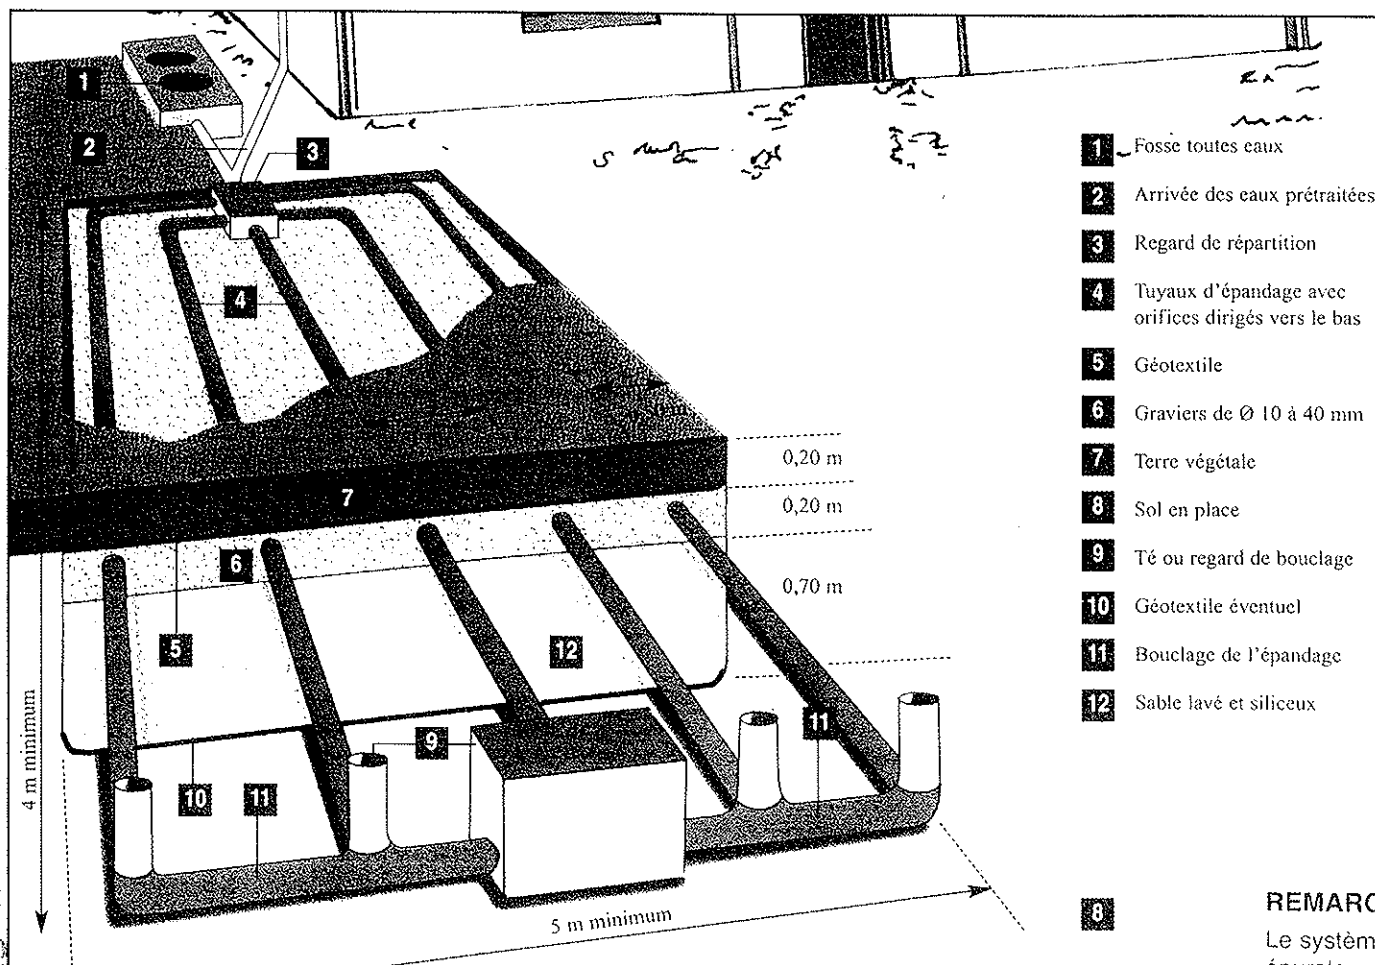 1
2
3
4
7
6
5
12
9
10
11
11
8
0,20 m
0,20 m
0,70 m
4 m minimum
5 m minimum
1 Fosse toutes eaux
2 Arrivée des eaux prétraitées
3 Regard de répartition
4 Tuyaux d'épandage avec
orifices dirigés vers le bas
5 Géotextile
6 Graviers de Ø 10 à 40 mm
7 Terre végétale
8 Sol en place
9 Té ou regard de bouclage
10 Géotextile éventuel
11 Bouclage de l'épandage
12 Sable lavé et siliceux
REMARQ
Le systèm